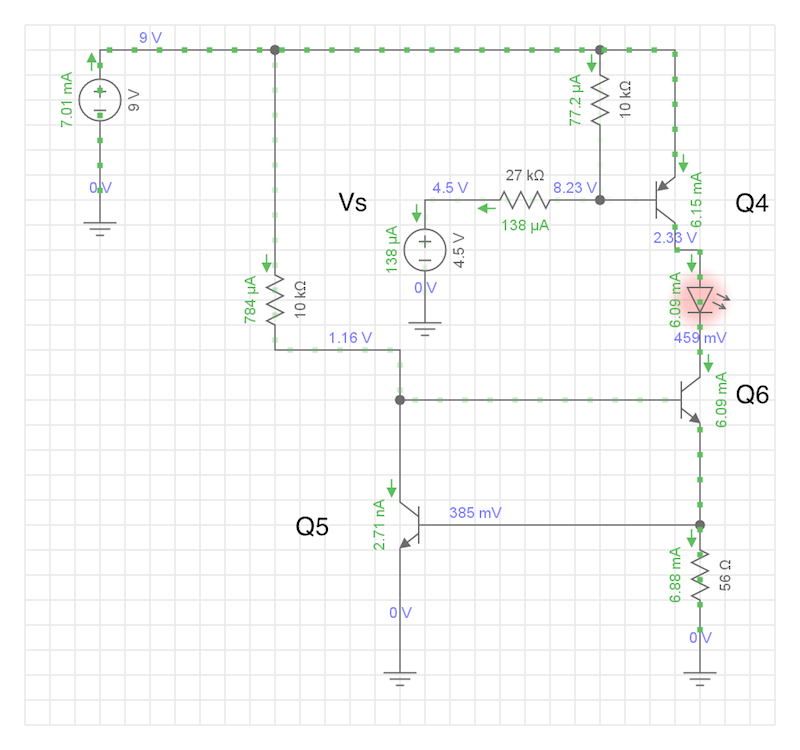 9 V
7.01 mA
9 V
0 V
77.2 µA
10 kΩ
27 kΩ
4.5 V
8.23 V
138 µA
Vs
6.15 mA
Q4
138 µA
4.5 V
0 V
2.33 V
784 µA
10 kΩ
6.09 mA
1.16 V
459 mV
6.09 mA
Q6
2.71 nA
Q5
385 mV
6.88 mA
56 Ω
0 V
0 V